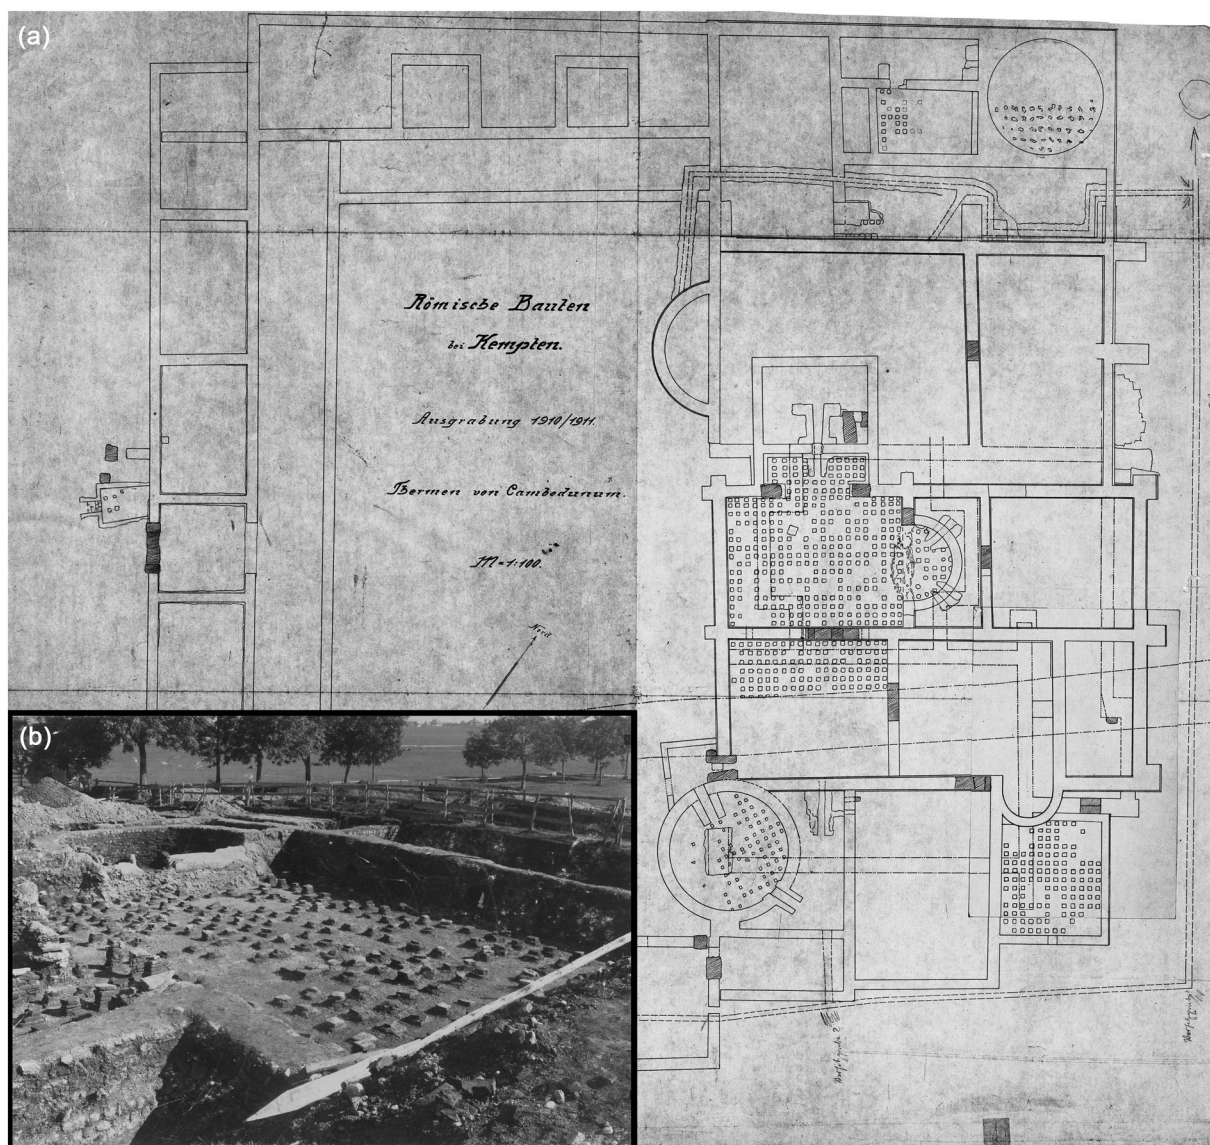 (a)
Römische Bauten
bei Kempten.
Ausgrabung 1910/1911.
Thermen von Cambodunum.
M = 1:100.
Nord
(b)